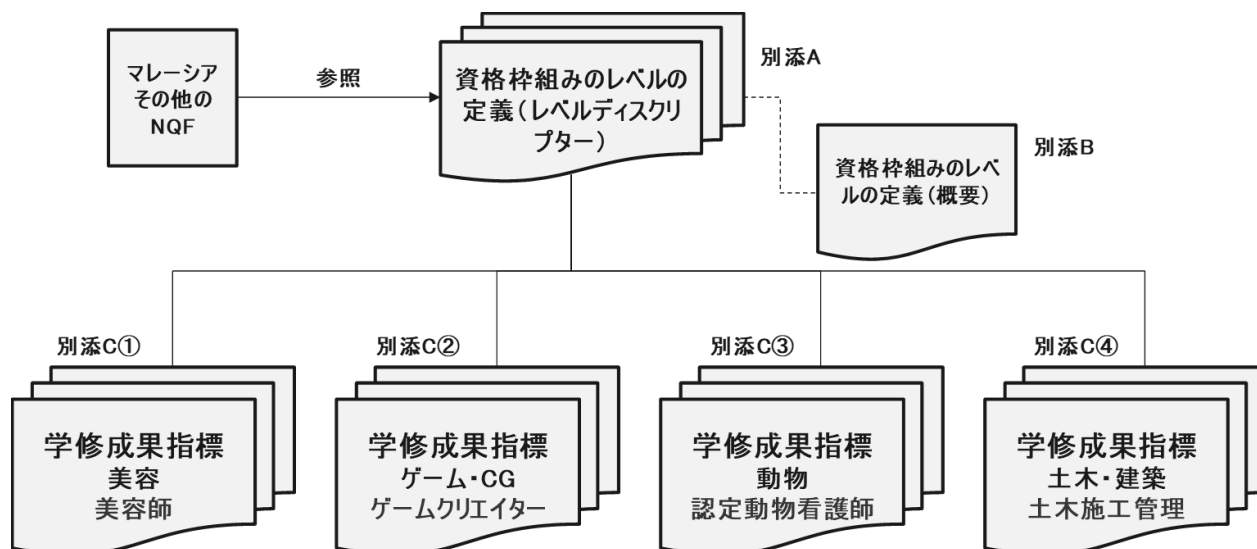 マレーシア
その他の
NQF
参照
資格枠組みのレベルの
定義(レベルディスクリ
プター)
別添A
別添B
資格枠組みのレベ
ルの定義(概要)
別添C①
学修成果指標
美容
美容師
別添C②
学修成果指標
ゲーム・CG
ゲームクリエイター
別添C③
学修成果指標
動物
認定動物看護師
別添C④
学修成果指標
土木・建築
土木施工管理